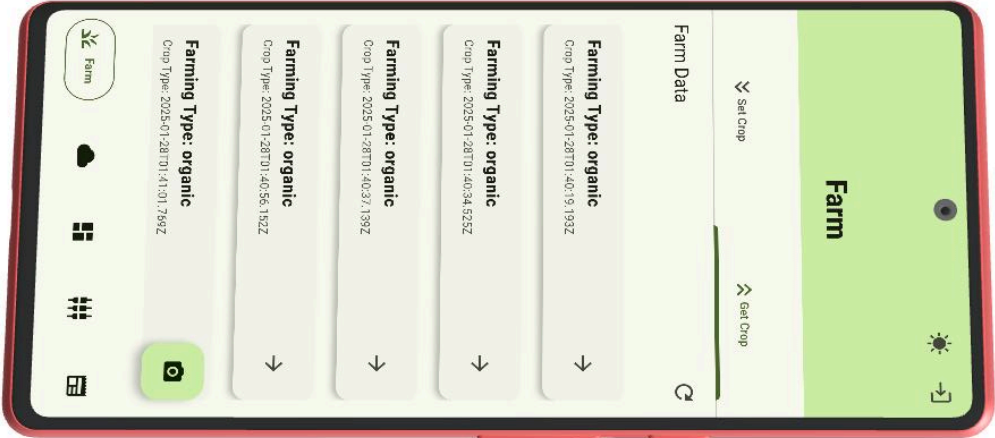 Farm
Set Crop
Get Crop
Farm Data
Farming Type: organic
Crop Type: 2025-01-28T01:40:19.193Z
Farming Type: organic
Crop Type: 2025-01-28T01:40:34.525Z
Farming Type: organic
Crop Type: 2025-01-28T01:40:37.139Z
Farming Type: organic
Crop Type: 2025-01-28T01:40:56.152Z
Farming Type: organic
Crop Type: 2025-01-28T01:41:01.769Z
Farm